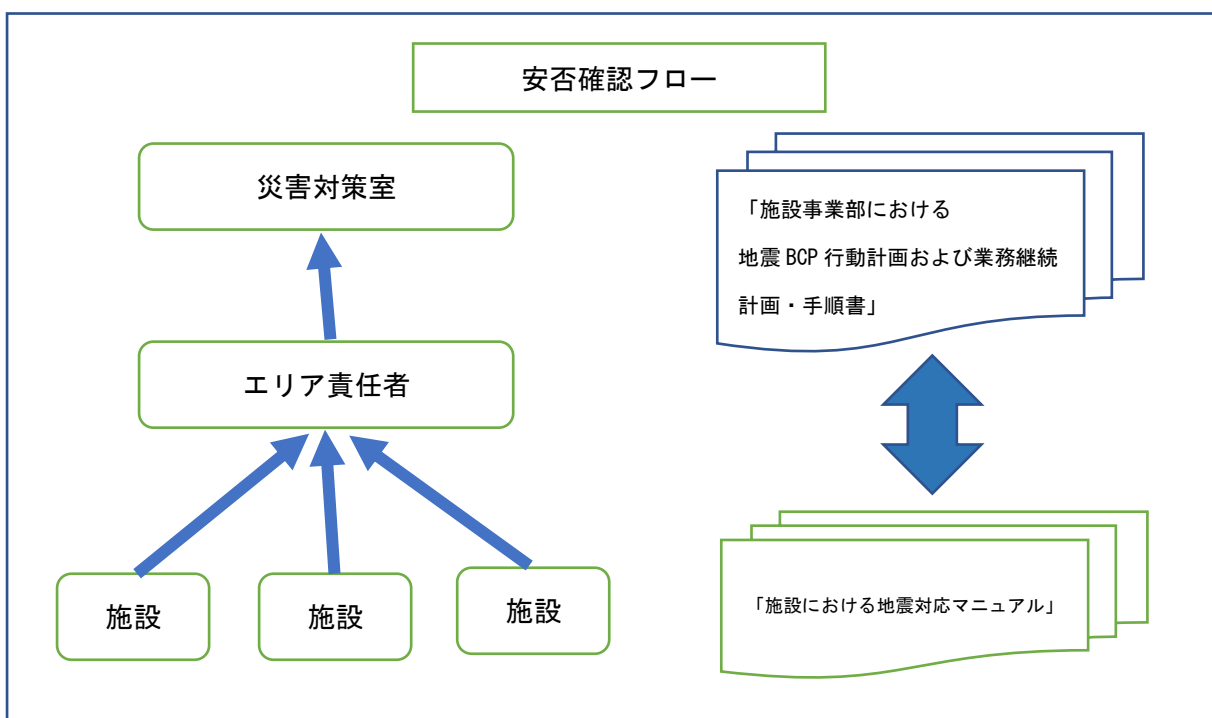 安否確認フロー
災害対策室
エリア責任者
施設
施設
施設
「施設事業部における
地震 BCP 行動計画および業務継続
計画・手順書」
「施設における地震対応マニュアル」